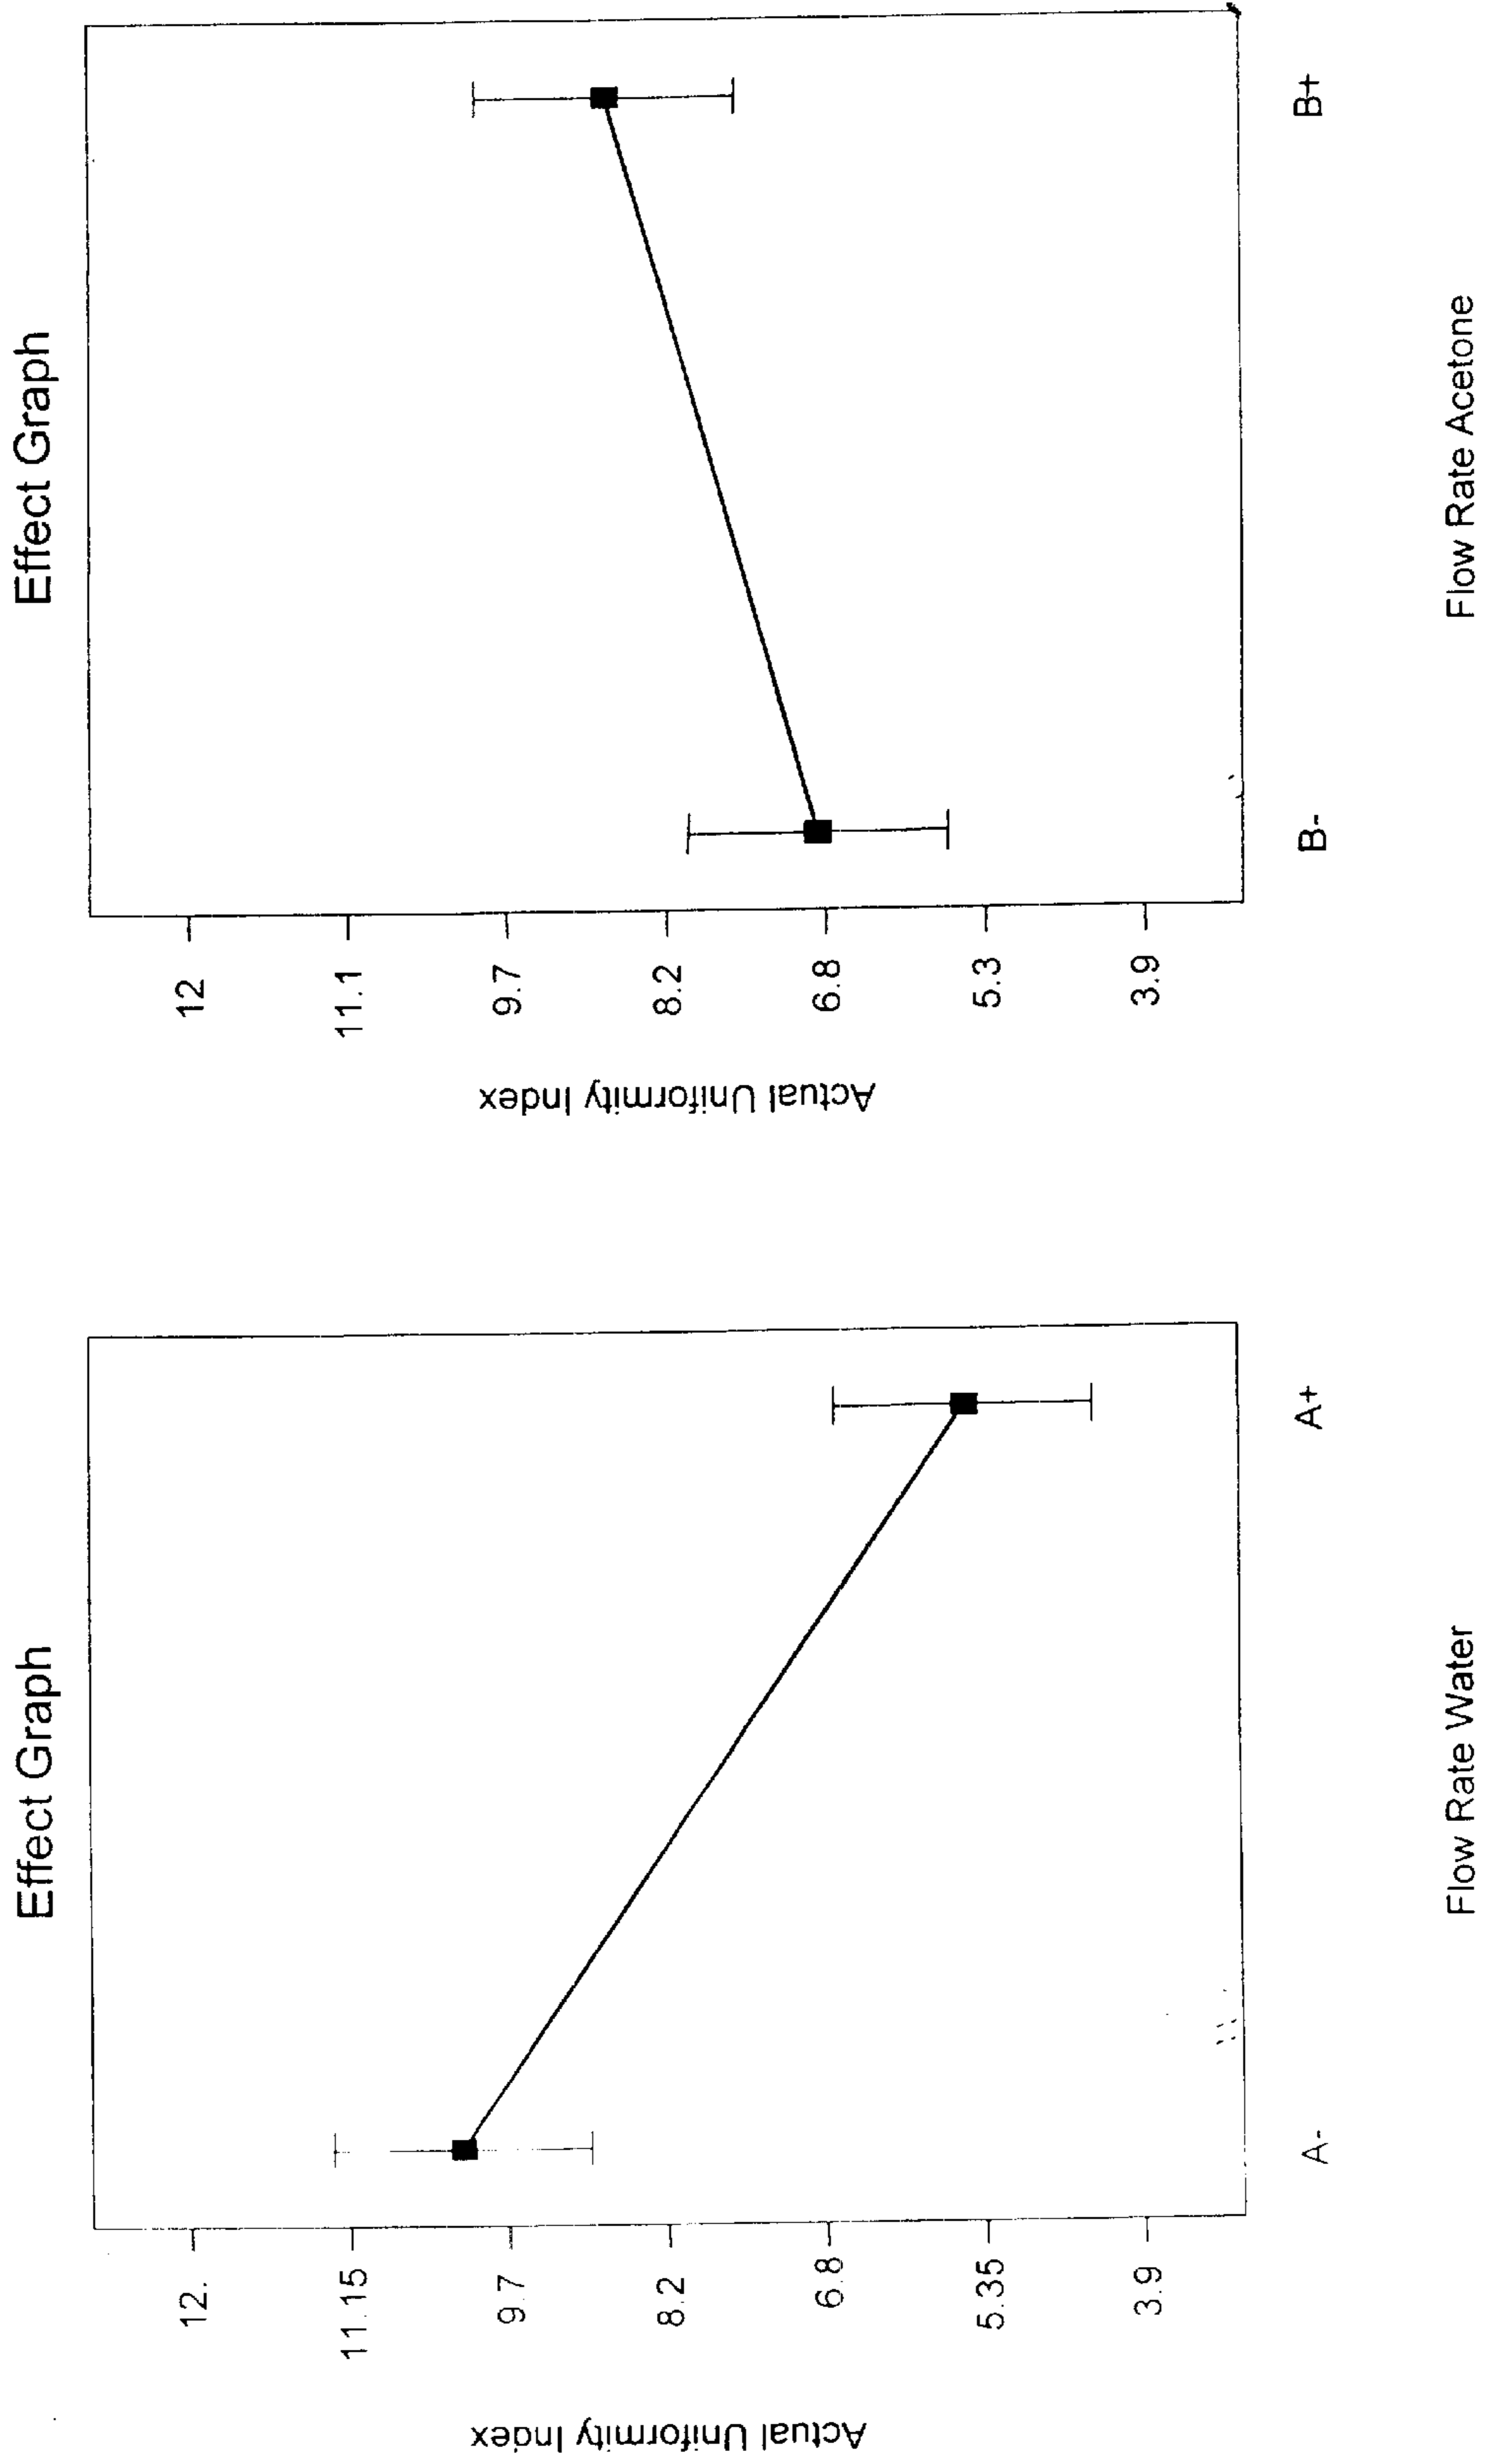 Effect Graph
Actual Uniformity Index
12.
11.15
9.7
8.2
6.8
5.35
3.9
A-
A+
Flow Rate Water
Effect Graph
Actual Uniformity Index
12
11.1
9.7
8.2
6.8
5.3
3.9
B-
B+
Flow Rate Acetone